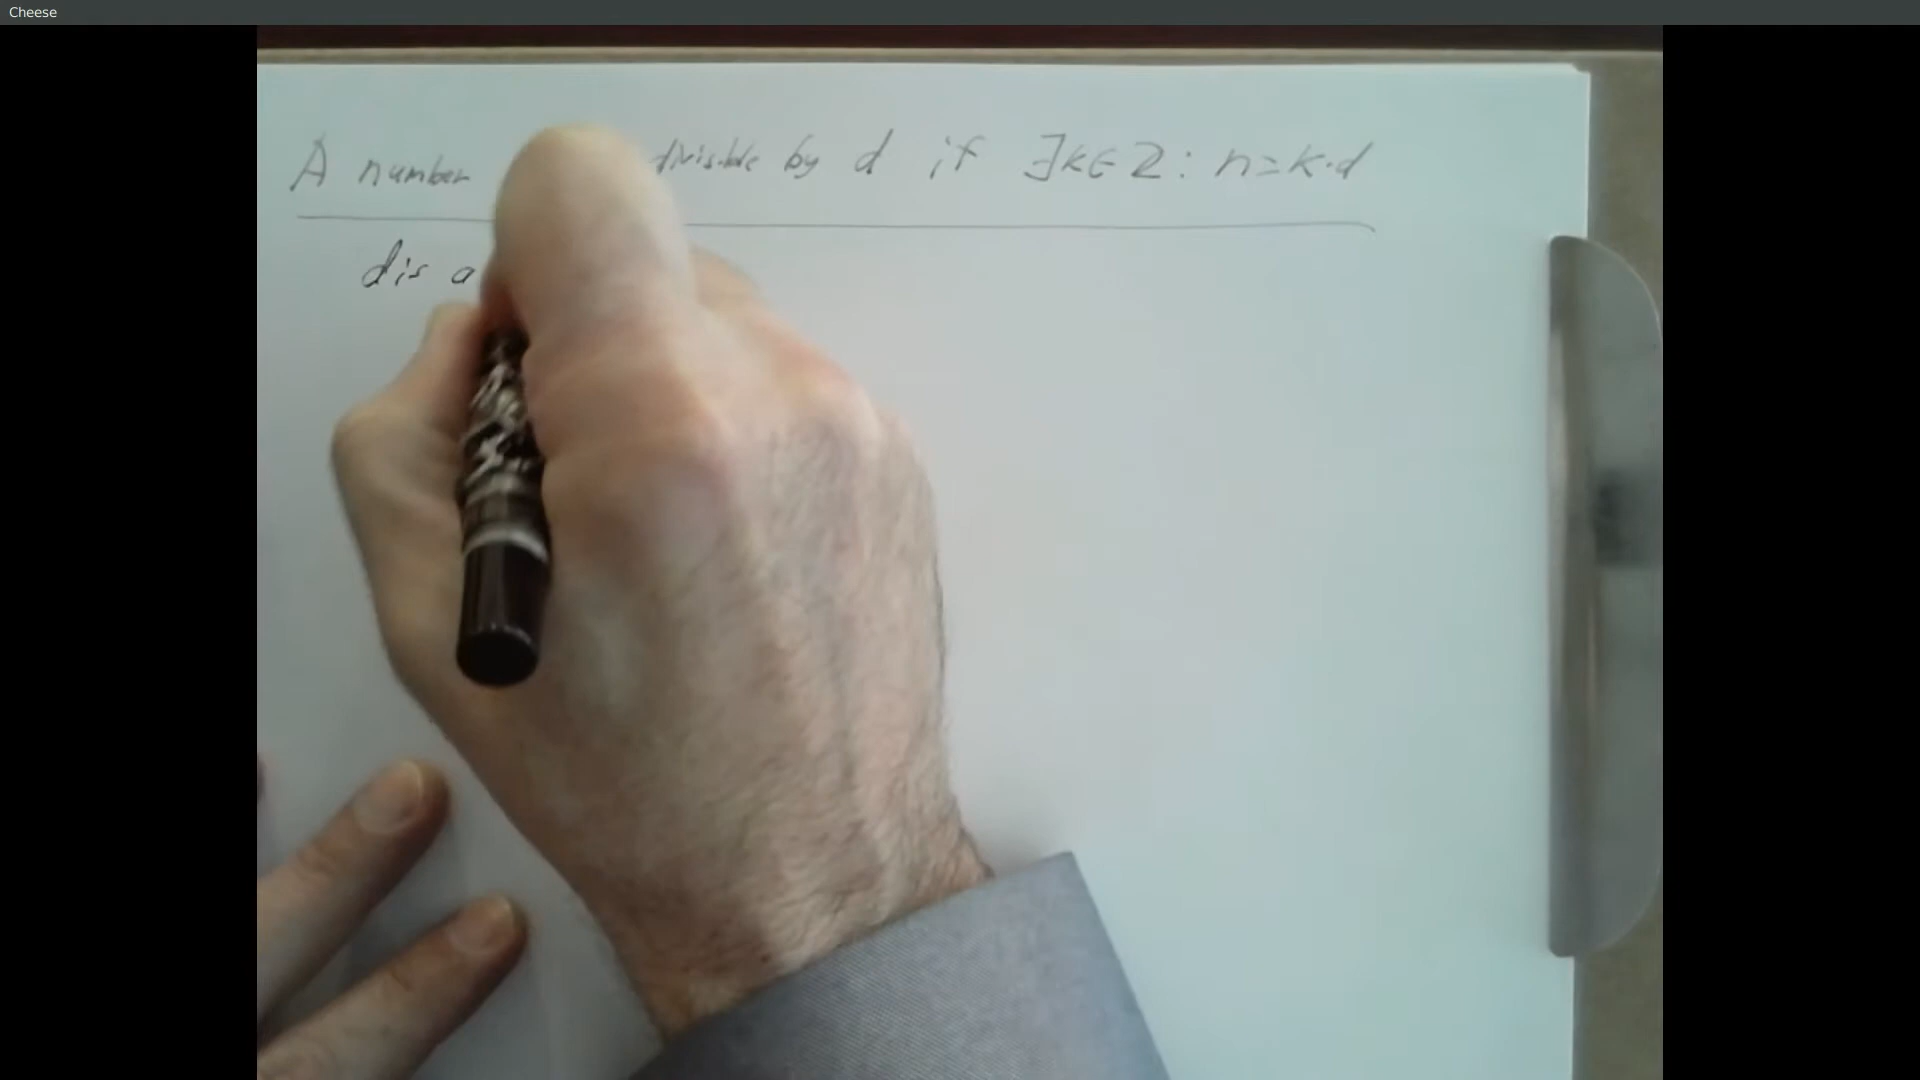 Cheese
A number divisible by d if ∃k∈ℤ: n=k·d
d is a